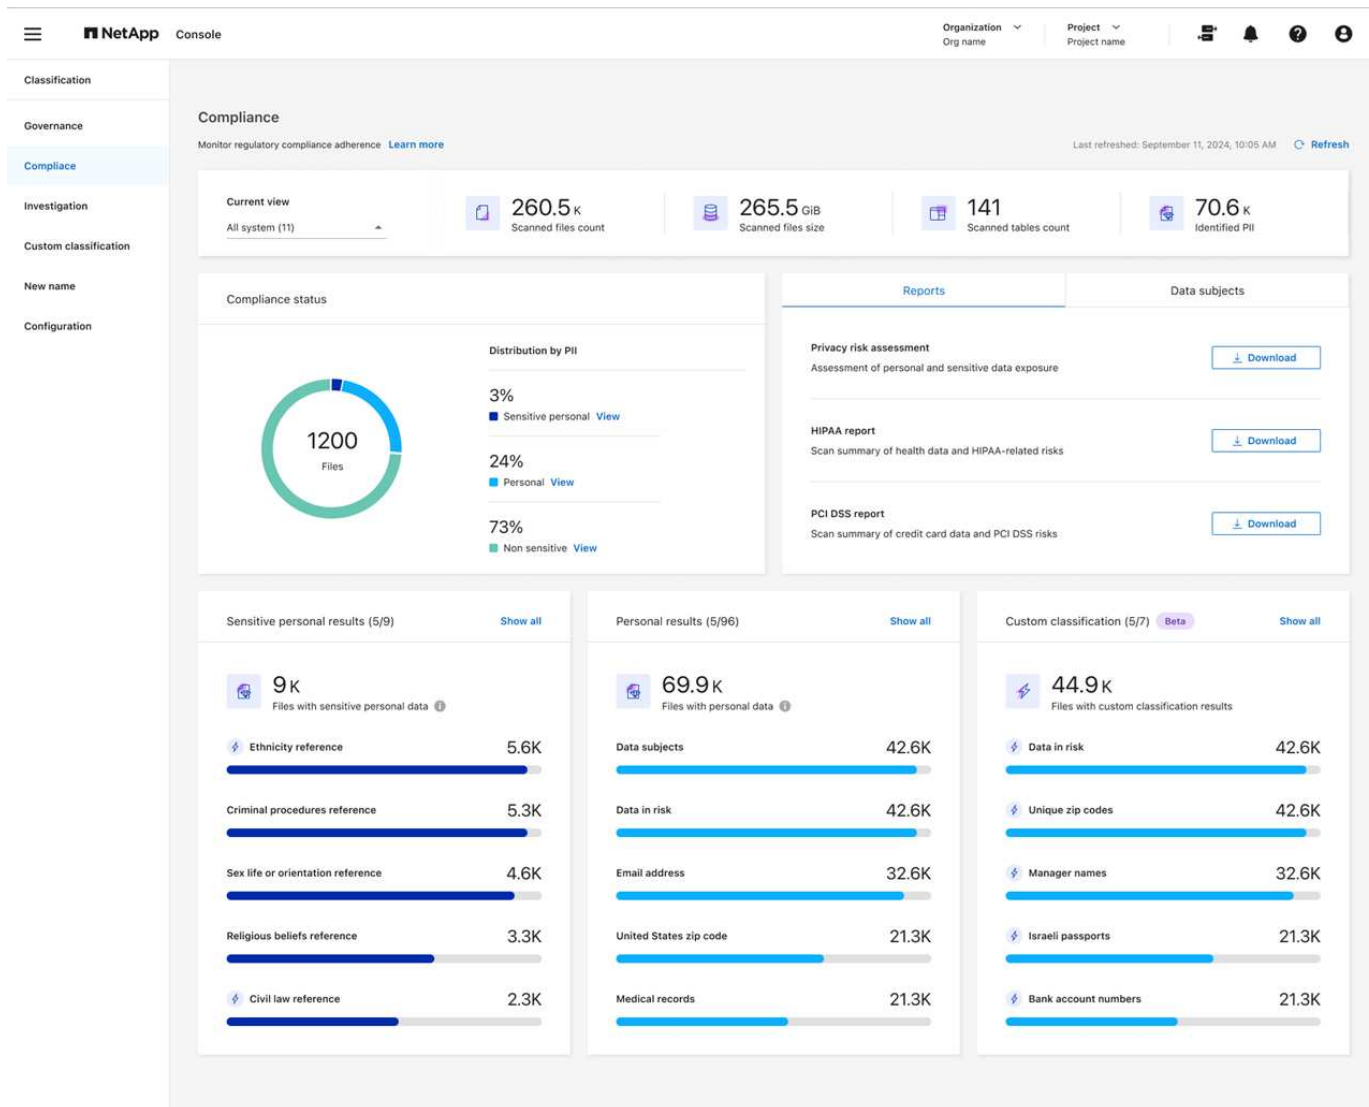 NetApp Console
Organization
Org name
Project
Project name
Classification
Governance
Compliace
Investigation
Custom classification
New name
Configuration
Compliance
Monitor regulatory compliance adherence Learn more
Last refreshed: September 11, 2024, 10:05 AM Refresh
Current view
All system (11)
260.5 K
Scanned files count
265.5 GiB
Scanned files size
141
Scanned tables count
70.6 K
Identified PII
Compliance status
1200
Files
Distribution by PII
3%
Sensitive personal View
24%
Personal View
73%
Non sensitive View
Reports
Data subjects
Privacy risk assessment
Assessment of personal and sensitive data exposure
Download
HIPAA report
Scan summary of health data and HIPAA-related risks
Download
PCI DSS report
Scan summary of credit card data and PCI DSS risks
Download
Sensitive personal results (5/9) Show all
9 K
Files with sensitive personal data
Ethnicity reference 5.6K
Criminal procedures reference 5.3K
Sex life or orientation reference 4.6K
Religious beliefs reference 3.3K
Civil law reference 2.3K
Personal results (5/96) Show all
69.9 K
Files with personal data
Data subjects 42.6K
Data in risk 42.6K
Email address 32.6K
United States zip code 21.3K
Medical records 21.3K
Custom classification (5/7) Beta Show all
44.9 K
Files with custom classification results
Data in risk 42.6K
Unique zip codes 42.6K
Manager names 32.6K
Israeli passports 21.3K
Bank account numbers 21.3K